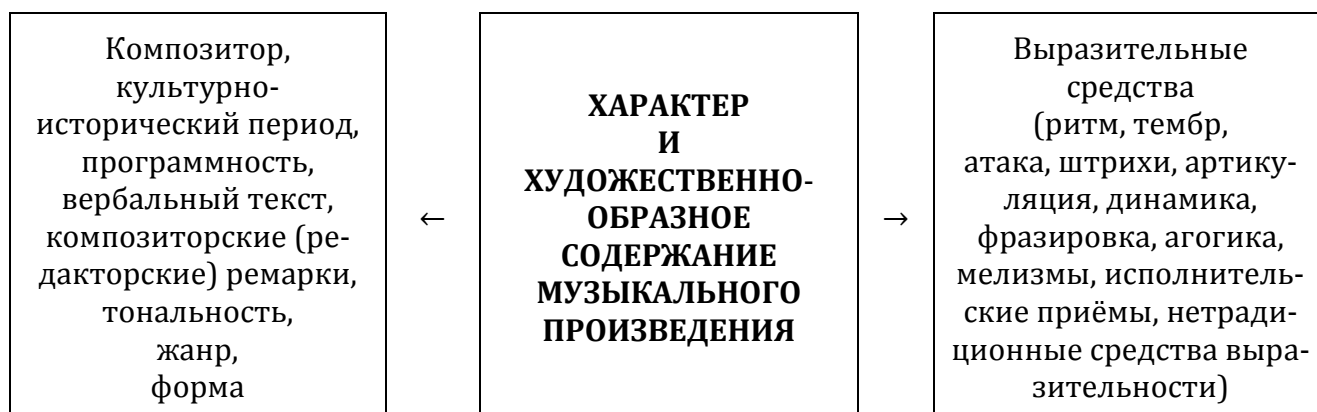 Композитор,
культурно-
исторический период,
программность,
вербальный текст,
композиторские (ре-
дакторские) ремарки,
тональность,
жанр,
форма
←
ХАРАКТЕР
И
ХУДОЖЕСТВЕННО-
ОБРАЗНОЕ
СОДЕРЖАНИЕ
МУЗЫКАЛЬНОГО
ПРОИЗВЕДЕНИЯ
→
Выразительные
средства
(ритм, тембр,
атака, штрихи, артику-
ляция, динамика,
фразировка, агогика,
мелизмы, исполнитель-
ские приёмы, нетради-
ционные средства выра-
зительности)